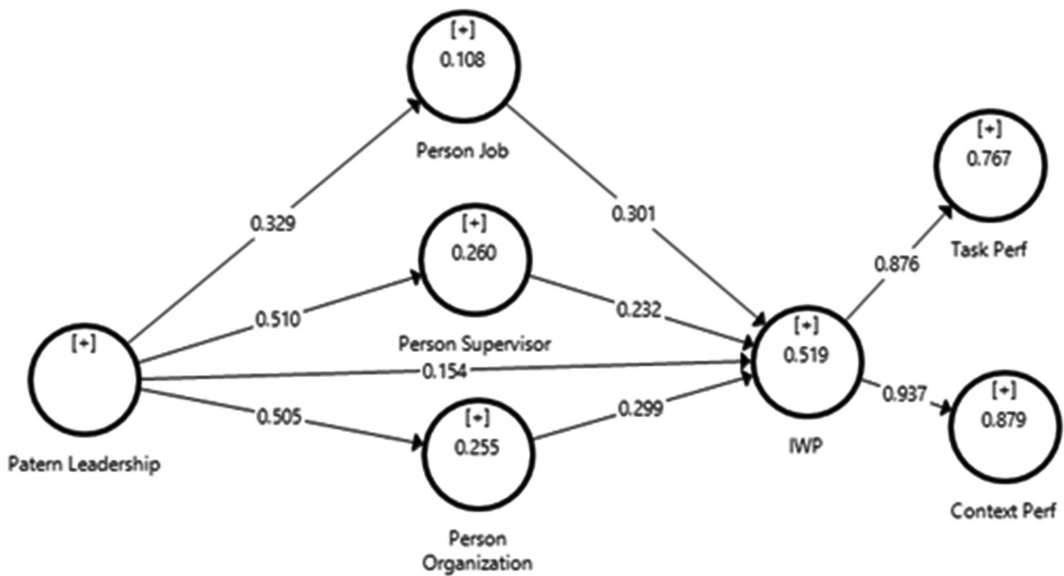 [+]
0.108
Person Job
[+]
0.767
Task Perf
0.329
0.301
[+]
0.260
Person Supervisor
0.876
0.510
0.232
[+]
Patern Leadership
0.154
[+]
0.519
IWP
0.505
0.299
0.937
[+]
0.879
Context Perf
[+]
0.255
Person
Organization